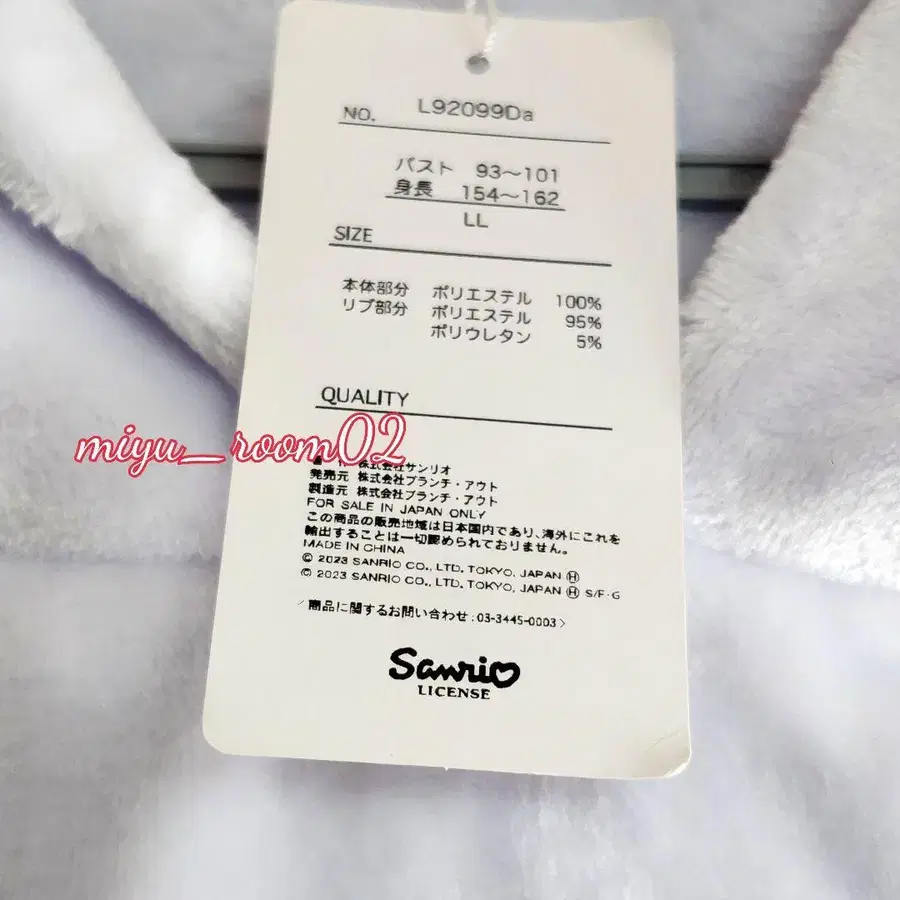 NO. L92099Da
バスト 93～101
身長 154～162
LL
SIZE
本体部分 ポリエステル 100%
リブ部分 ポリエステル 95%
ポリウレタン 5%
QUALITY
miyu_room02
株式会社サンリオ
発売元 株式会社ブランチ・アウト
製造元 株式会社ブランチ・アウト
FOR SALE IN JAPAN ONLY
この商品の販売地域は日本国内であり、海外にこれを
輸出することは一切認められておりません。
MADE IN CHINA
© 2023 SANRIO CO., LTD. TOKYO, JAPAN Ⓗ
© 2023 SANRIO CO., LTD. TOKYO, JAPAN Ⓗ S/F・G
〈商品に関するお問い合わせ:03-3445-0003〉
Sanrio
LICENSE